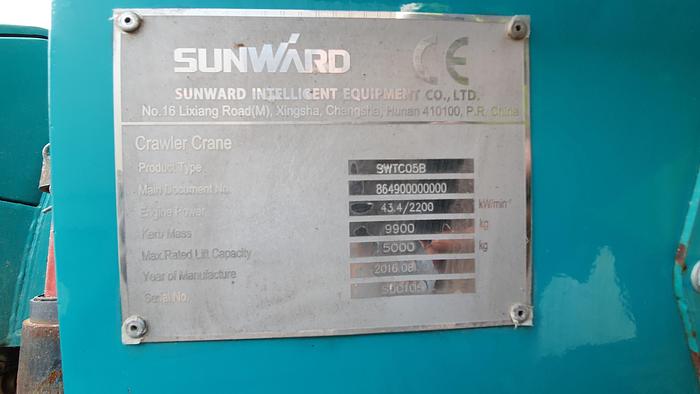 SUNWARD CE
SUNWARD INTELLIGENT EQUIPMENT CO., LTD.
No.16 Lixiang Road(M), Xingsha, Changsha, Hunan 410100, P.R. China
Crawler Crane
Product Type SWTC05B
Main Document No. 864900000000
Engine Power 43.4/2200 kW/min⁻¹
Kerb Mass 9900 kg
Max.Rated Lift Capacity 5000 kg
Year of Manufacture 2016.08
Serial No.